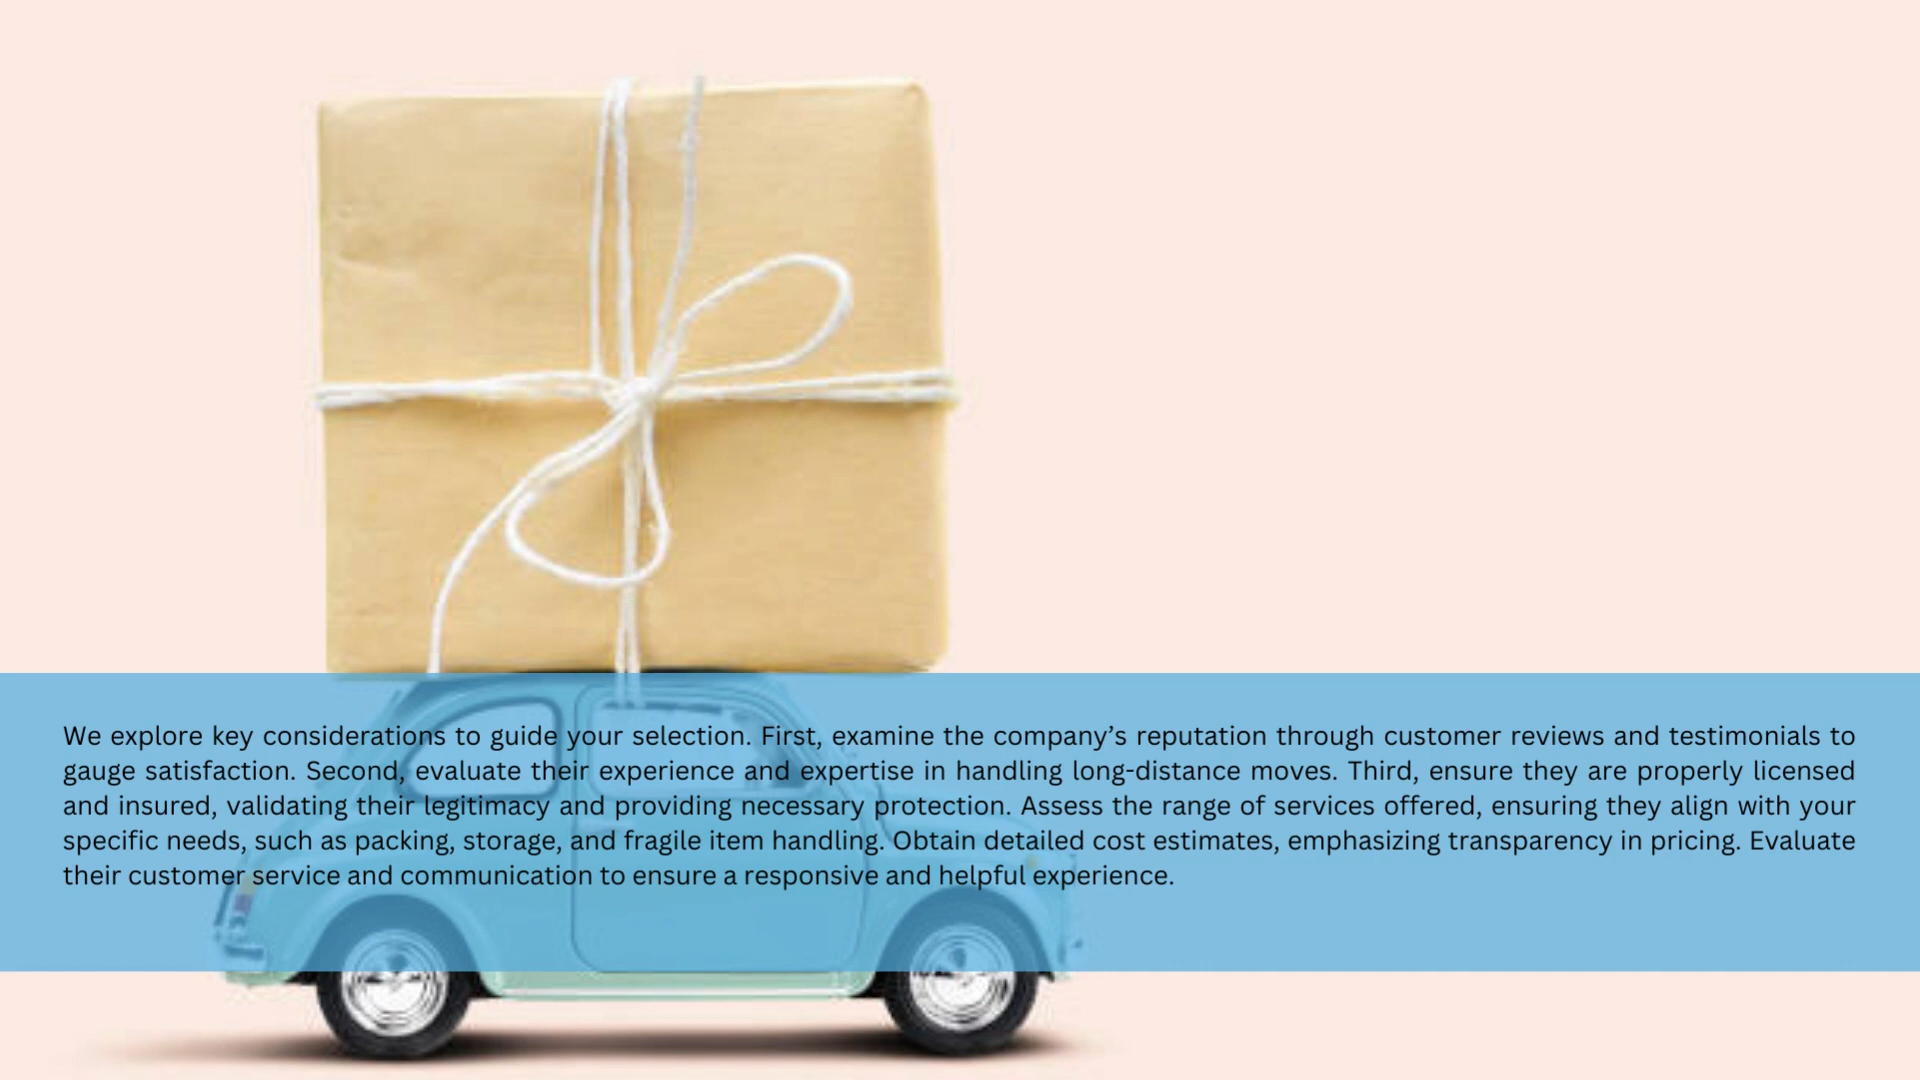 We explore key considerations to guide your selection. First, examine the company’s reputation through customer reviews and testimonials to
gauge satisfaction. Second, evaluate their experience and expertise in handling long-distance moves. Third, ensure they are properly licensed
and insured, validating their legitimacy and providing necessary protection. Assess the range of services offered, ensuring they align with your
specific needs, such as packing, storage, and fragile item handling. Obtain detailed cost estimates, emphasizing transparency in pricing. Evaluate
their customer service and communication to ensure a responsive and helpful experience.